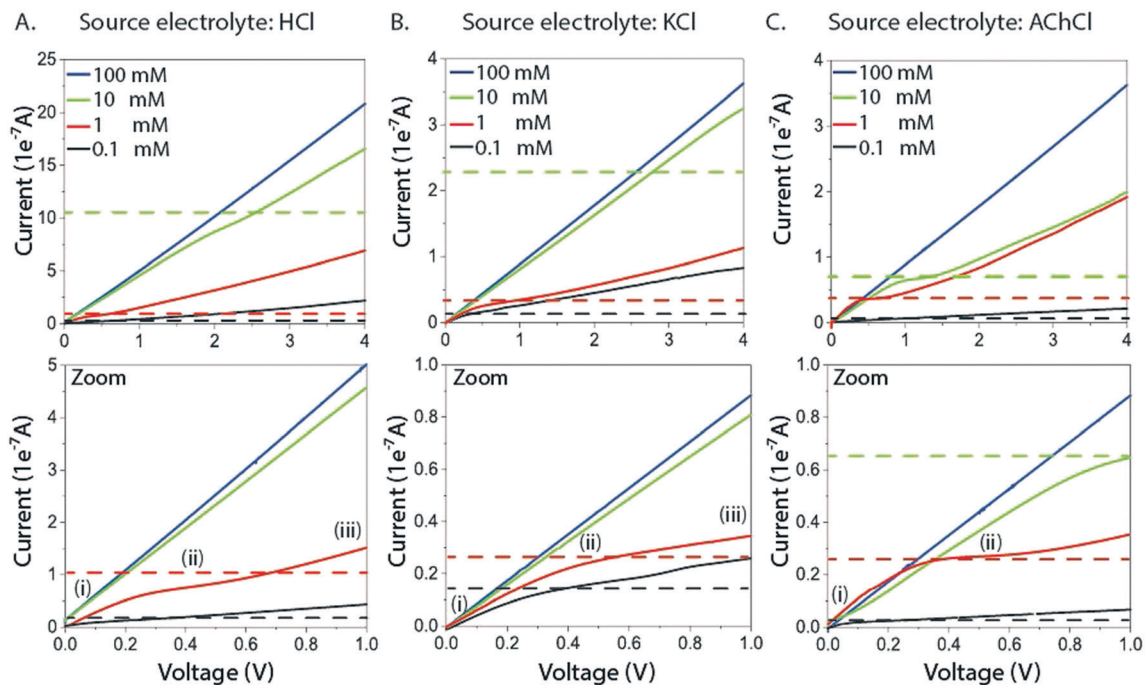 A. Source electrolyte: HCl
B. Source electrolyte: KCl
C. Source electrolyte: AChCl
Current (1e⁻⁷A)
25
20
15
10
5
0
100 mM
10 mM
1 mM
0.1 mM
0 1 2 3 4
Current (1e⁻⁷A)
4
3
2
1
0
100 mM
10 mM
1 mM
0.1 mM
0 1 2 3 4
Current (1e⁻⁷A)
4
3
2
1
0
100 mM
10 mM
1 mM
0.1 mM
0 1 2 3 4
Zoom
Current (1e⁻⁷A)
5
4
3
2
1
0
(i)
(ii)
(iii)
0.0 0.2 0.4 0.6 0.8 1.0
Voltage (V)
Zoom
Current (1e⁻⁷A)
1.0
0.8
0.6
0.4
0.2
0.0
(i)
(ii)
(iii)
0.0 0.2 0.4 0.6 0.8 1.0
Voltage (V)
Zoom
Current (1e⁻⁷A)
1.0
0.8
0.6
0.4
0.2
0.0
(i)
(ii)
0.0 0.2 0.4 0.6 0.8 1.0
Voltage (V)